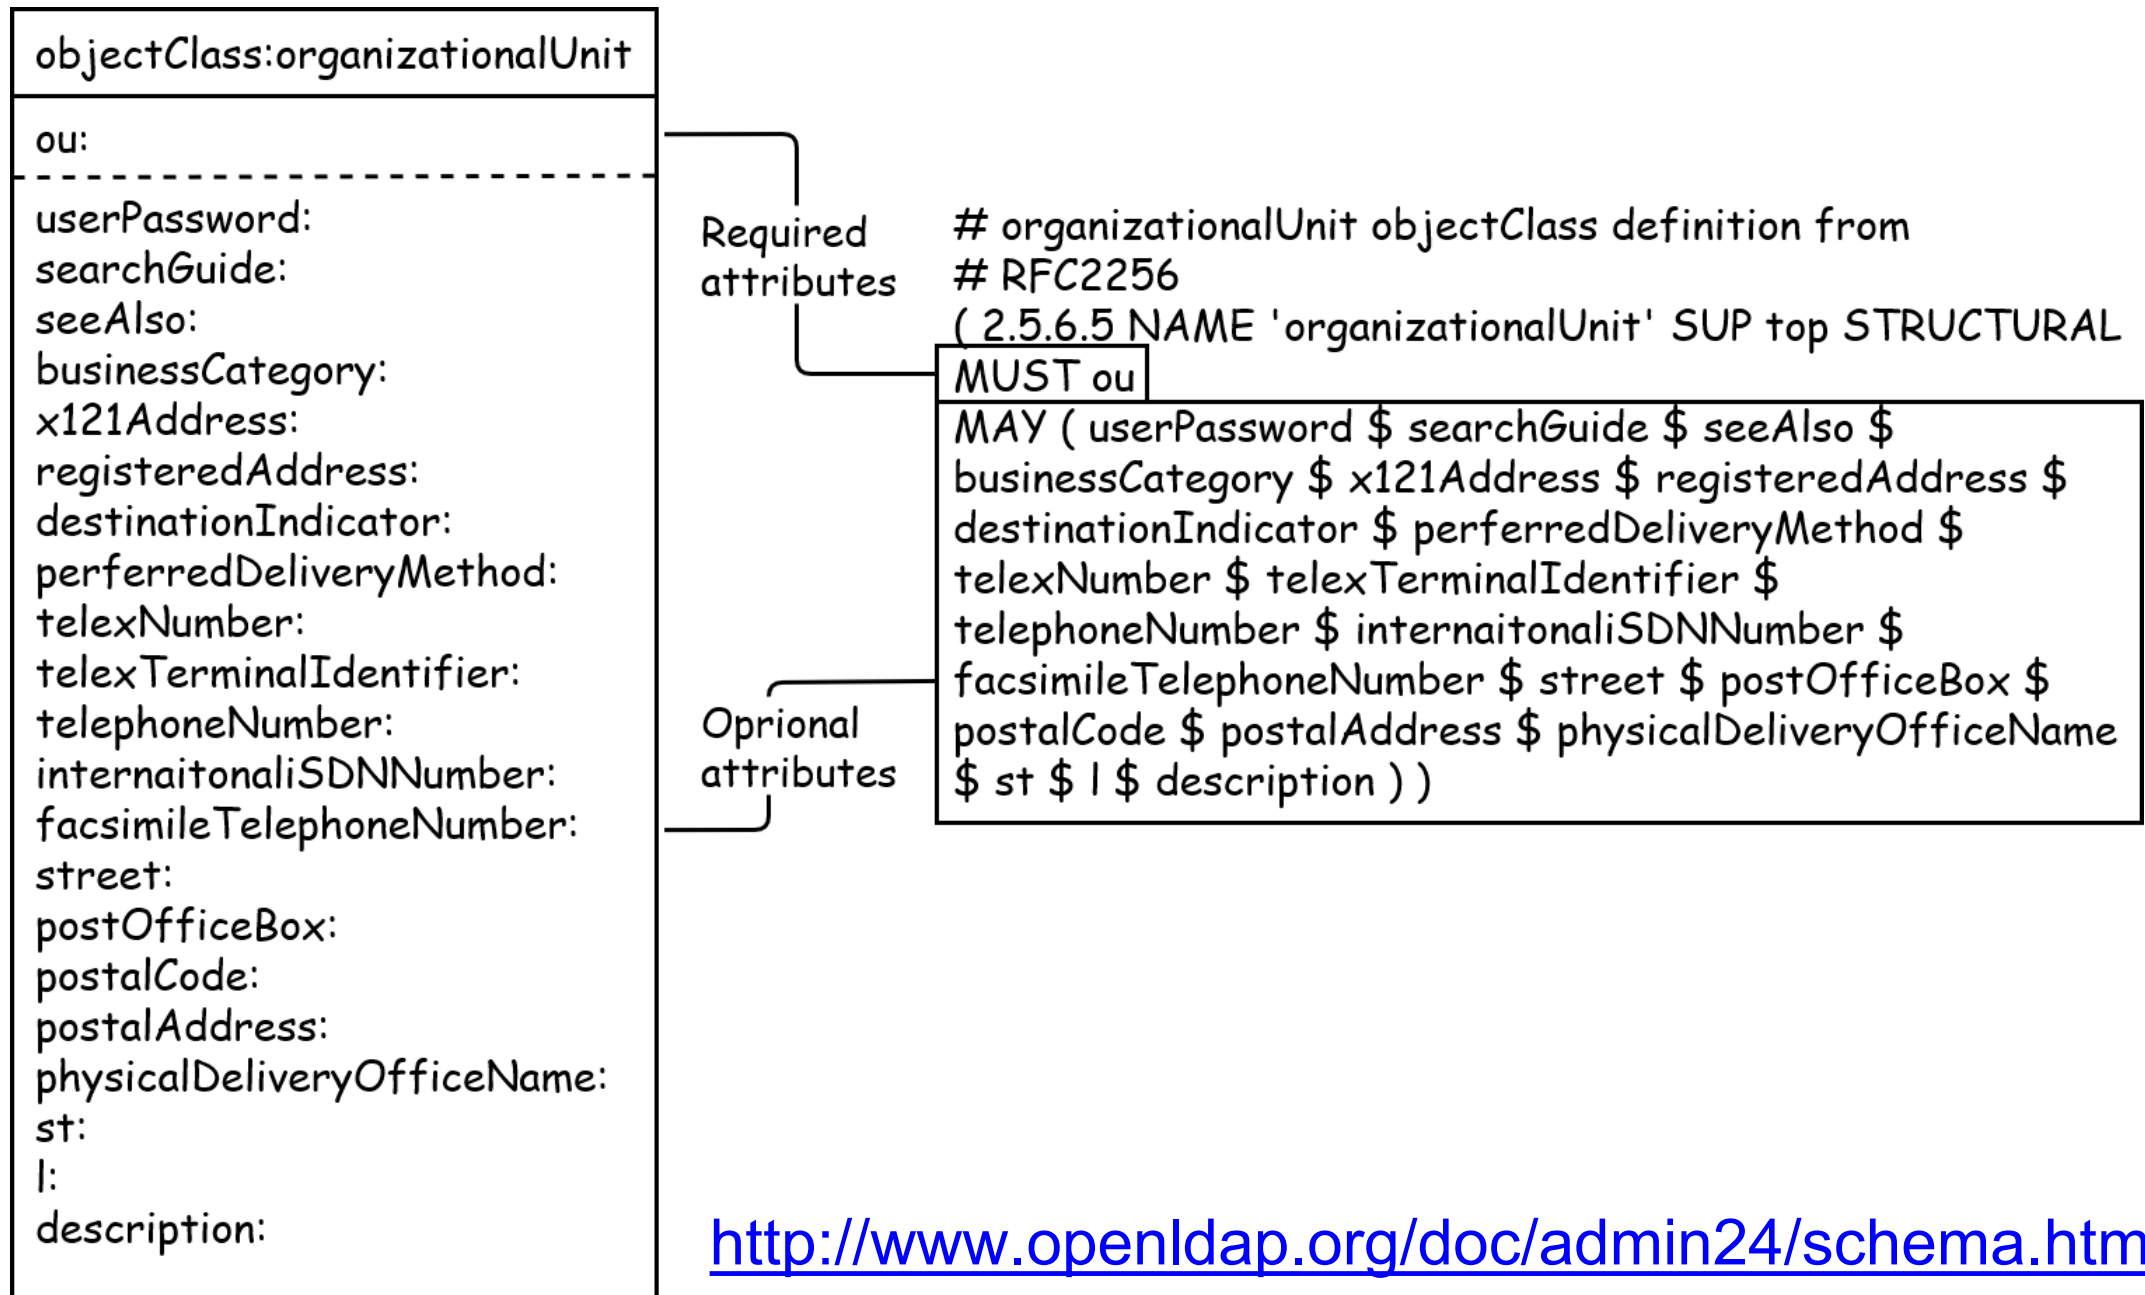 objectClass:organizationalUnit
ou:
userPassword:
searchGuide:
seeAlso:
businessCategory:
x121Address:
registeredAddress:
destinationIndicator:
perferredDeliveryMethod:
telexNumber:
telexTerminalIdentifier:
telephoneNumber:
internaitonaliSDNNumber:
facsimileTelephoneNumber:
street:
postOfficeBox:
postalCode:
postalAddress:
physicalDeliveryOfficeName:
st:
l:
description:
Required
attributes
Oprional
attributes
# organizationalUnit objectClass definition from
# RFC2256
( 2.5.6.5 NAME 'organizationalUnit' SUP top STRUCTURAL
MUST ou
MAY ( userPassword $ searchGuide $ seeAlso $
businessCategory $ x121Address $ registeredAddress $
destinationIndicator $ perferredDeliveryMethod $
telexNumber $ telexTerminalIdentifier $
telephoneNumber $ internaitonaliSDNNumber $
facsimileTelephoneNumber $ street $ postOfficeBox $
postalCode $ postalAddress $ physicalDeliveryOfficeName
$ st $ l $ description ) )
http://www.openldap.org/doc/admin24/schema.htm